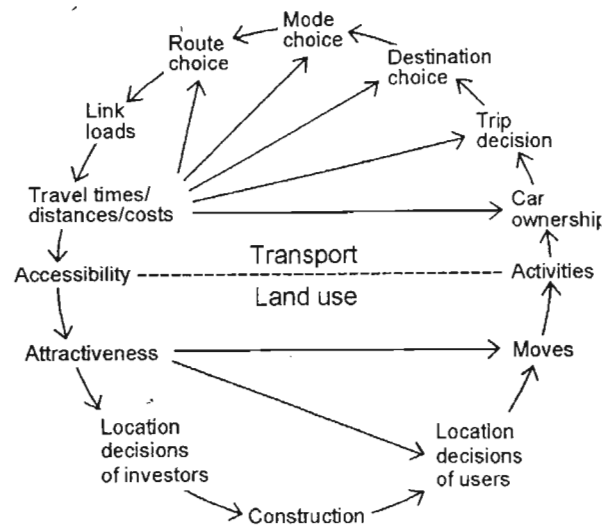 Mode
choice
Route
choice
Destination
choice
Link
loads
Trip
decision
Travel times/
distances/costs
Car
ownership
Transport
Accessibility
Activities
Land use
Attractiveness
Moves
Location
decisions
of investors
Location
decisions
of users
Construction